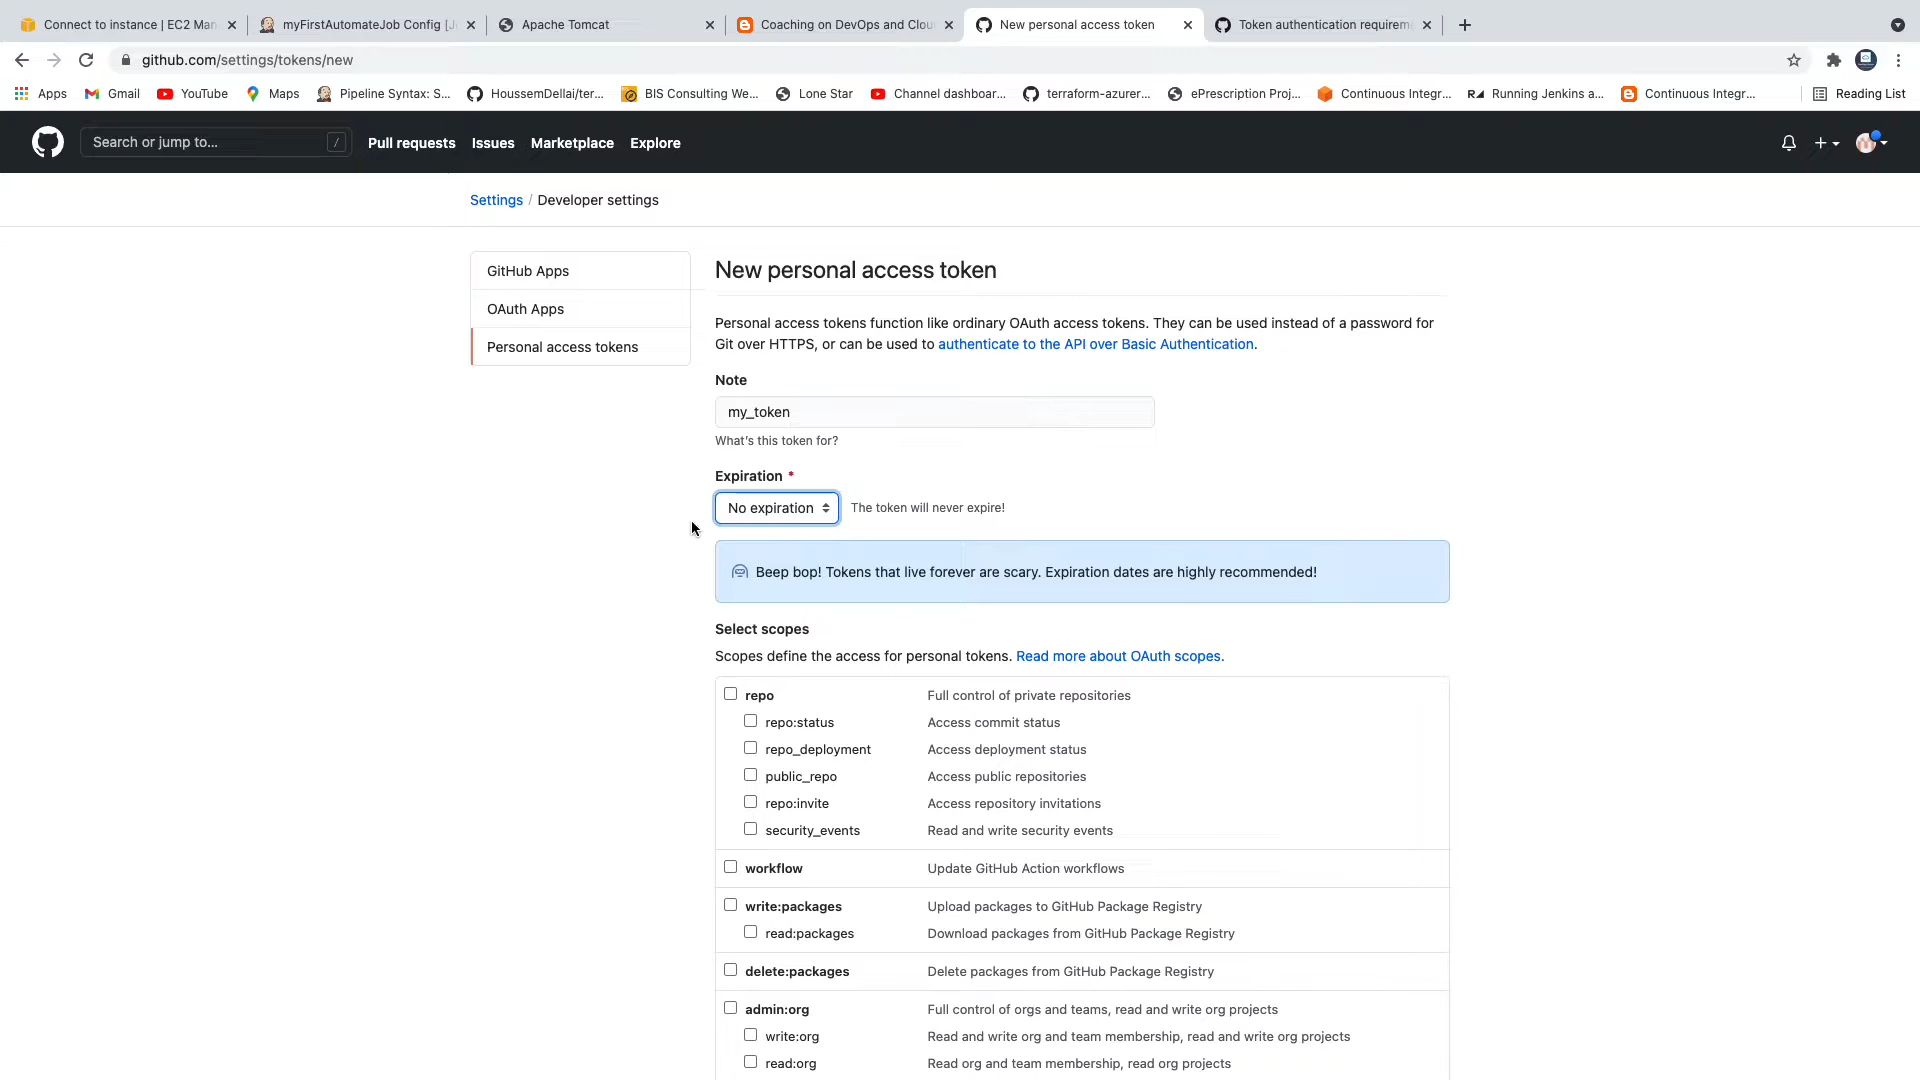 Connect to instance | EC2 Man
myFirstAutomateJob Config [Je
Apache Tomcat
Coaching on DevOps and Clou
New personal access token
Token authentication requirem
github.com/settings/tokens/new
Apps
Gmail
YouTube
Maps
Pipeline Syntax: S...
HoussemDellai/ter...
BIS Consulting We...
Lone Star
Channel dashboar...
terraform-azurer...
ePrescription Proj...
Continuous Integr...
Running Jenkins a...
Continuous Integr...
Reading List
Search or jump to...
/
Pull requests
Issues
Marketplace
Explore
Settings / Developer settings
GitHub Apps
OAuth Apps
Personal access tokens
New personal access token
Personal access tokens function like ordinary OAuth access tokens. They can be used instead of a password for
Git over HTTPS, or can be used to authenticate to the API over Basic Authentication.
Note
my_token
What's this token for?
Expiration *
No expiration
The token will never expire!
Beep bop! Tokens that live forever are scary. Expiration dates are highly recommended!
Select scopes
Scopes define the access for personal tokens. Read more about OAuth scopes.
repo Full control of private repositories
repo:status Access commit status
repo_deployment Access deployment status
public_repo Access public repositories
repo:invite Access repository invitations
security_events Read and write security events
workflow Update GitHub Action workflows
write:packages Upload packages to GitHub Package Registry
read:packages Download packages from GitHub Package Registry
delete:packages Delete packages from GitHub Package Registry
admin:org Full control of orgs and teams, read and write org projects
write:org Read and write org and team membership, read and write org projects
read:org Read org and team membership, read org projects